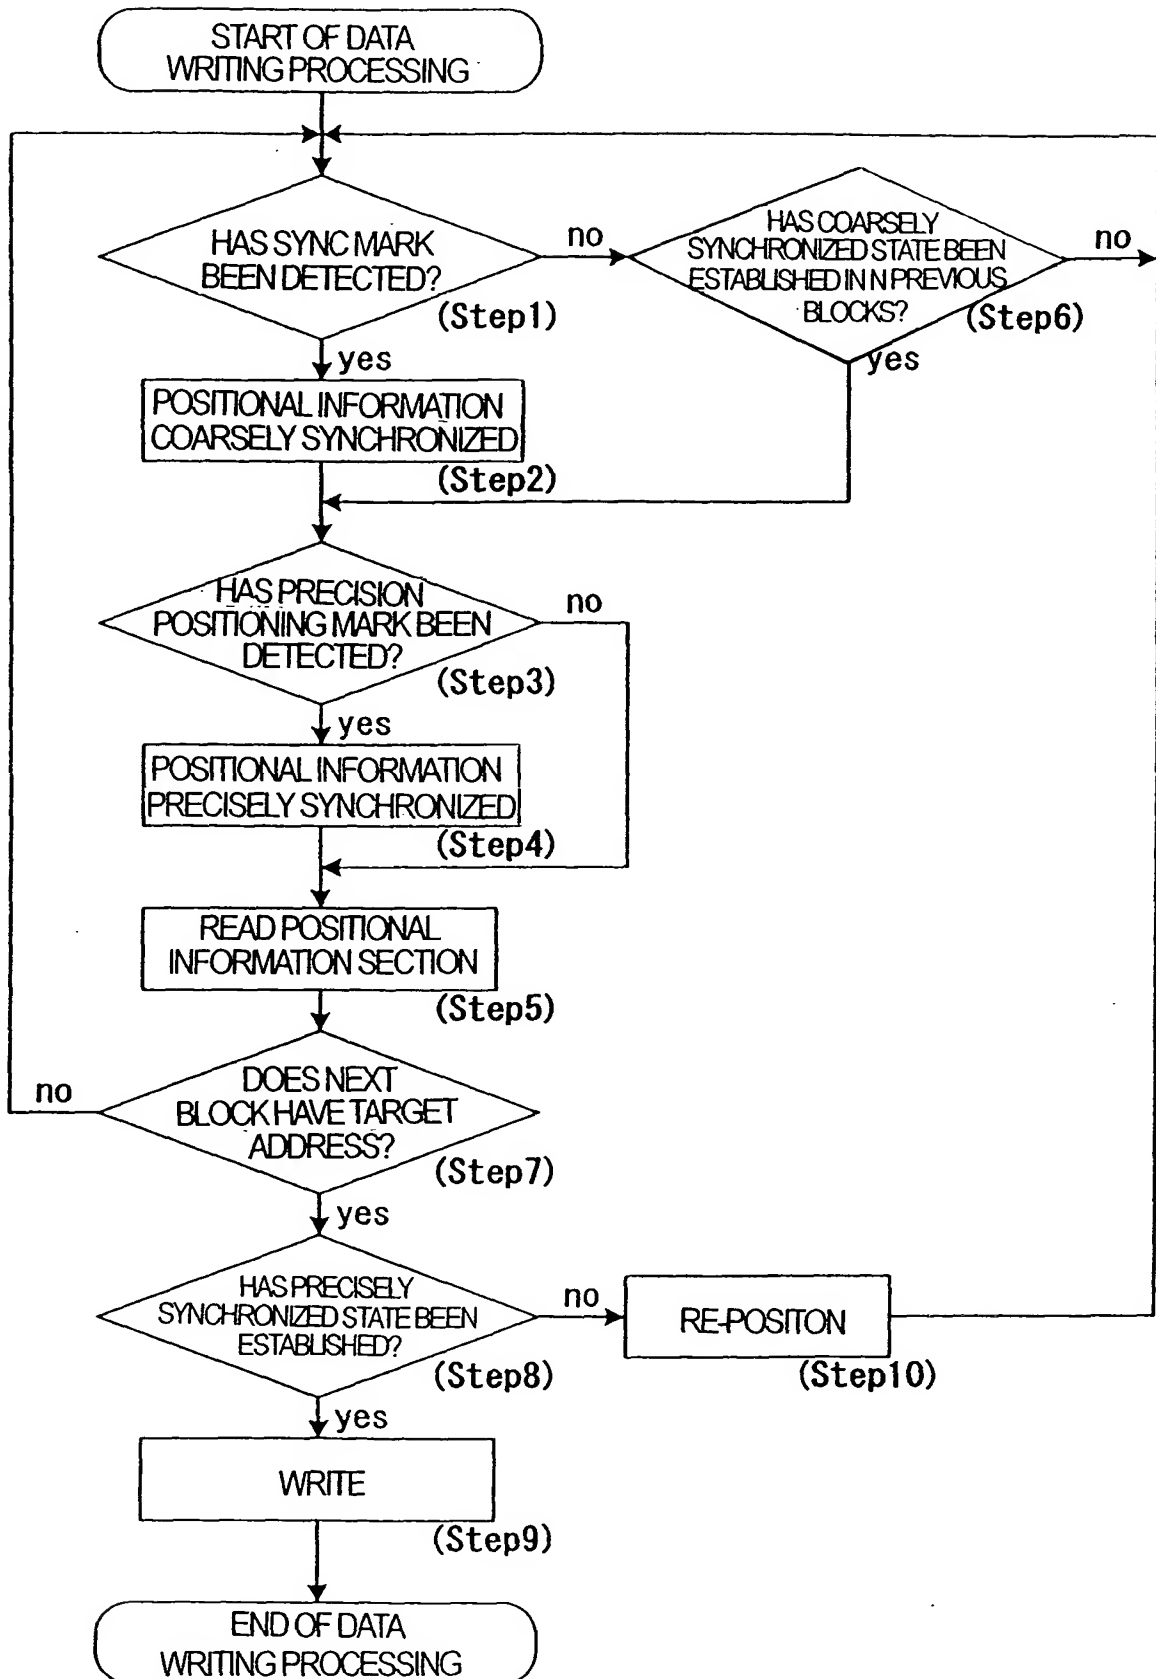 START OF DATA
WRITING PROCESSING
HAS SYNC MARK
BEEN DETECTED?
(Step1)
no
HAS COARSELY
SYNCHRONIZED STATE BEEN
ESTABLISHED IN N PREVIOUS
BLOCKS?
(Step6)
no
yes
yes
POSITIONAL INFORMATION
COARSELY SYNCHRONIZED
(Step2)
HAS PRECISION
POSITIONING MARK BEEN
DETECTED?
(Step3)
no
yes
POSITIONAL INFORMATION
PRECISELY SYNCHRONIZED
(Step4)
READ POSITIONAL
INFORMATION SECTION
(Step5)
no
DOES NEXT
BLOCK HAVE TARGET
ADDRESS?
(Step7)
yes
HAS PRECISELY
SYNCHRONIZED STATE BEEN
ESTABLISHED?
(Step8)
no
RE-POSITON
(Step10)
yes
WRITE
(Step9)
END OF DATA
WRITING PROCESSING